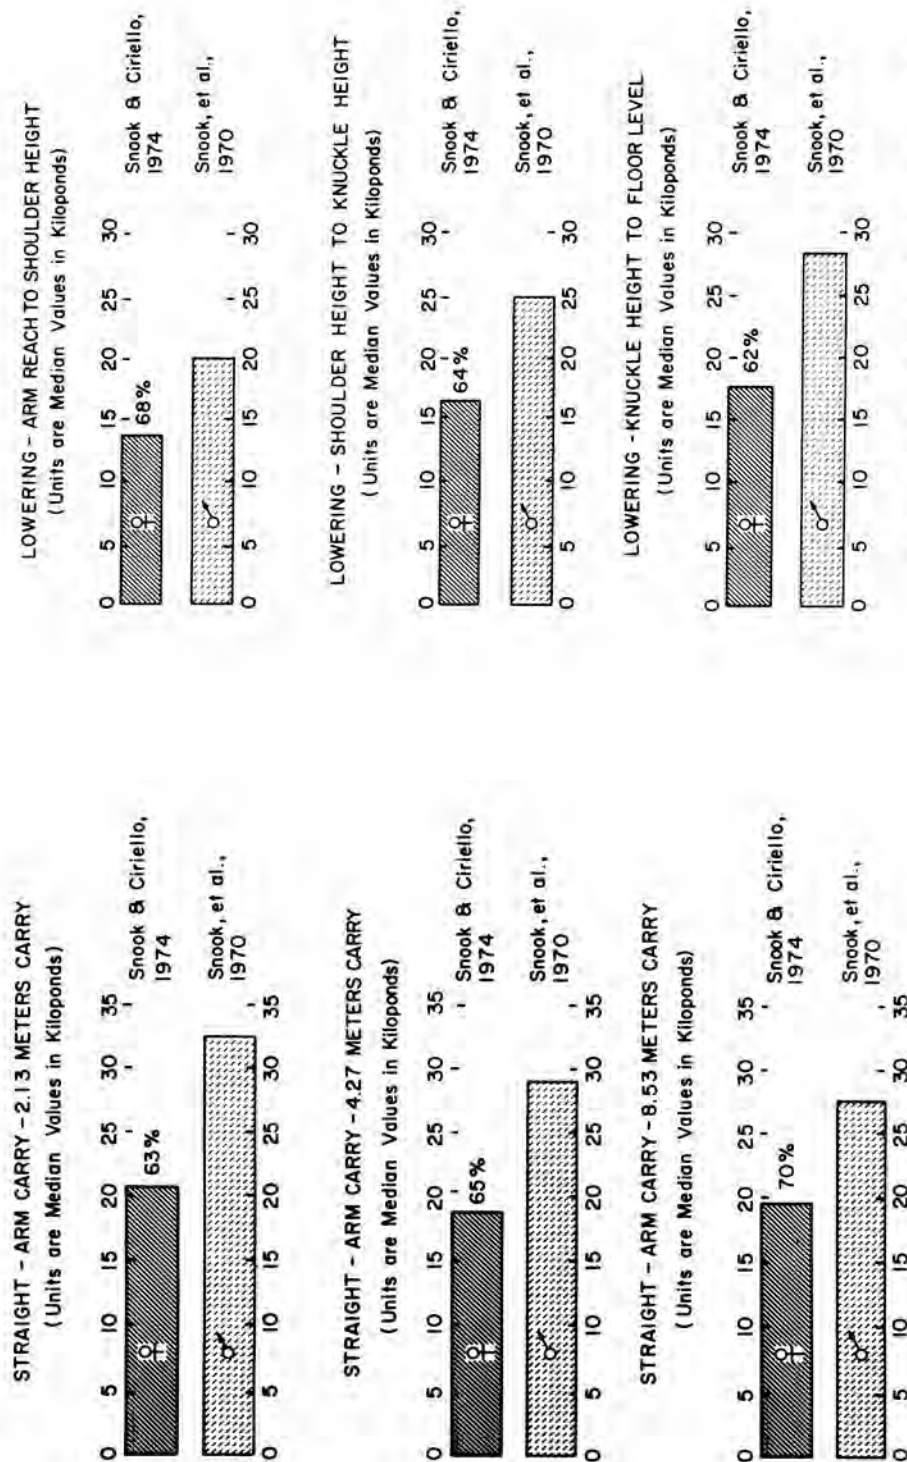 STRAIGHT - ARM CARRY - 2.13 METERS CARRY
(Units are Median Values in Kiloponds)
0 5 10 15 20 25 30 35
♀ 63%
Snook & Ciriello,
1974
♂
Snook, et al.,
1970
0 5 10 15 20 25 30 35
STRAIGHT - ARM CARRY - 4.27 METERS CARRY
(Units are Median Values in Kiloponds)
0 5 10 15 20 25 30 35
♀ 65%
Snook & Ciriello,
1974
♂
Snook, et al.,
1970
0 5 10 15 20 25 30 35
STRAIGHT - ARM CARRY - 8.53 METERS CARRY
(Units are Median Values in Kiloponds)
0 5 10 15 20 25 30 35
♀ 70%
Snook & Ciriello,
1974
♂
Snook, et al.,
1970
0 5 10 15 20 25 30 35
LOWERING - ARM REACH TO SHOULDER HEIGHT
(Units are Median Values in Kiloponds)
0 5 10 15 20 25 30
♀ 68%
Snook & Ciriello,
1974
♂
Snook, et al.,
1970
0 5 10 15 20 25 30
LOWERING - SHOULDER HEIGHT TO KNUCKLE HEIGHT
(Units are Median Values in Kiloponds)
0 5 10 15 20 25 30
♀ 64%
Snook & Ciriello,
1974
♂
Snook, et al.,
1970
0 5 10 15 20 25 30
LOWERING - KNUCKLE HEIGHT TO FLOOR LEVEL
(Units are Median Values in Kiloponds)
0 5 10 15 20 25 30
♀ 62%
Snook & Ciriello,
1974
♂
Snook, et al.,
1970
0 5 10 15 20 25 30